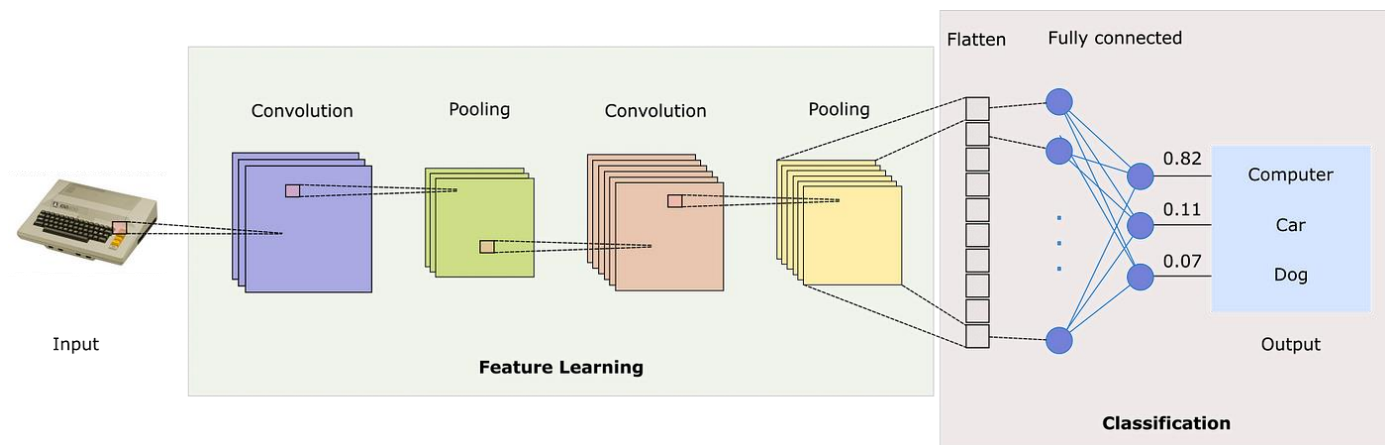 Flatten
Fully connected
Convolution
Pooling
Convolution
Pooling
0.82
Computer
0.11
Car
0.07
Dog
Input
Output
Feature Learning
Classification